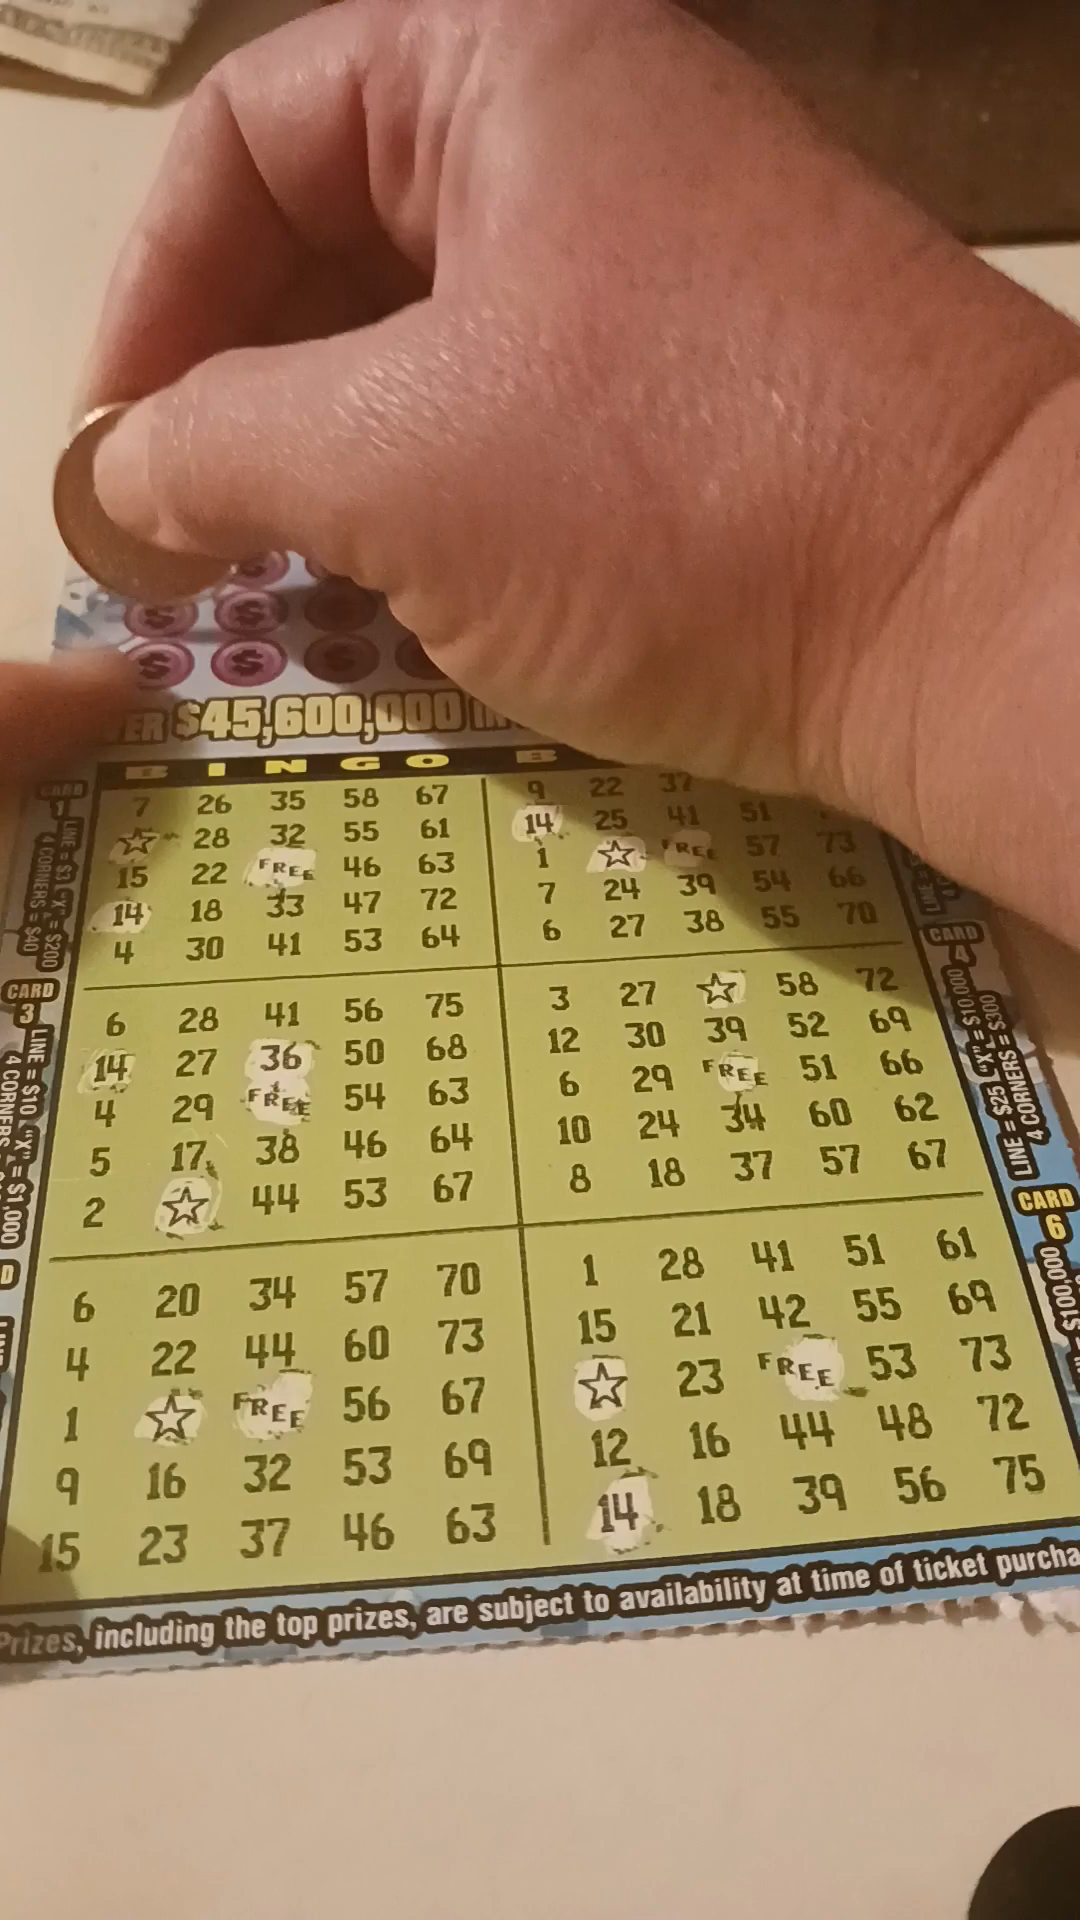 $ $
$ $
ER $45,600,000 IN
B I N G O B
7 26 35 58 67
28 32 55 61
15 22 FREE 46 63
14 18 33 47 72
4 30 41 53 64
9 22 37
14 25 41 51
1 FREE 57 73
7 24 39 54 66
6 27 38 55 70
CARD 1
LINE = $3 "X" = $200
4 CORNERS = $40
CARD 3
LINE = $10 "X" = $1,000
4 CORNERS
6 28 41 56 75
14 27 36 50 68
4 29 FREE 54 63
5 17 38 46 64
2 44 53 67
3 27 58 72
12 30 39 52 69
6 29 FREE 51 66
10 24 34 60 62
8 18 37 57 67
CARD 4
LINE = $25 "X" = $10,000
4 CORNERS = $300
6 20 34 57 70
4 22 44 60 73
1 FREE 56 67
9 16 32 53 69
15 23 37 46 63
1 28 41 51 61
15 21 42 55 69
23 FREE 53 73
12 16 44 48 72
14 18 39 56 75
CARD 6
= $100,000
Prizes, including the top prizes, are subject to availability at time of ticket purcha